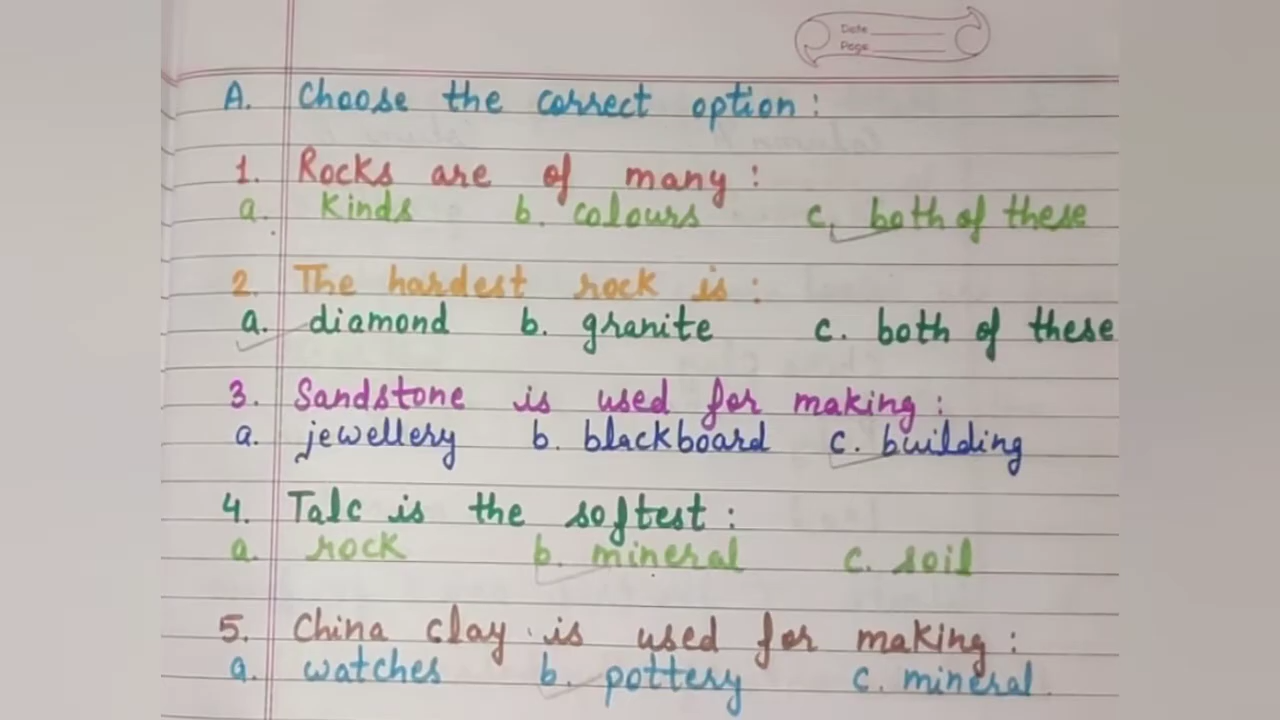 Date
Page
A. Choose the correct option :
1. Rocks are of many :
a. Kinds b. colours c. both of these
2. The hardest rock is :
a. diamond b. granite c. both of these
3. Sandstone is used for making :
a. jewellery b. blackboard c. building
4. Talc is the softest :
a. rock b. mineral c. soil
5. China clay is used for making :
a. watches b. pottery c. mineral